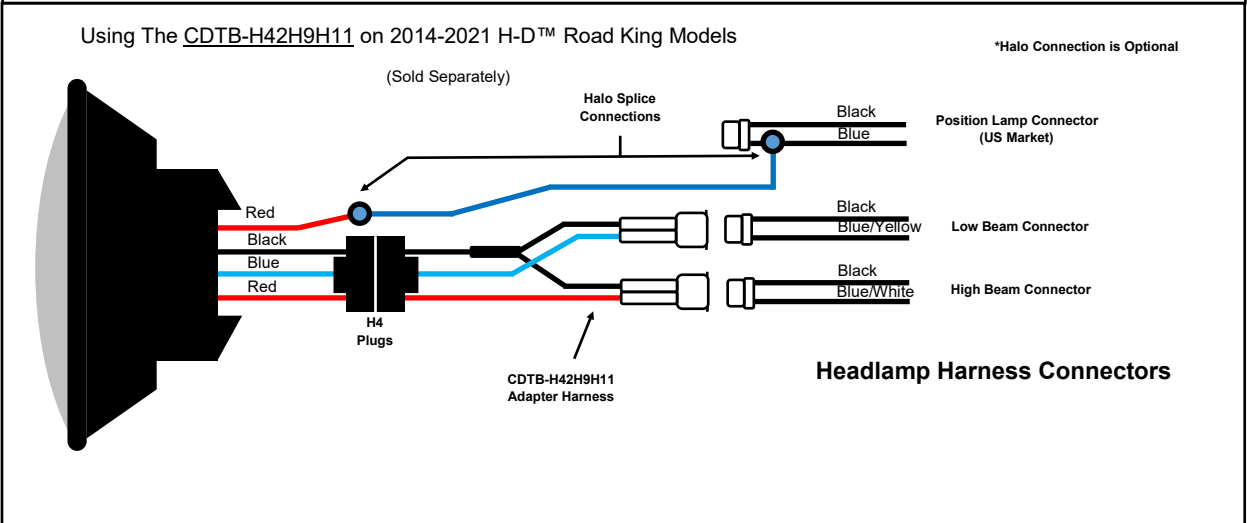 Using The CDTB-H42H9H11 on 2014-2021 H-D™ Road King Models
*Halo Connection is Optional
(Sold Separately)
Halo Splice
Connections
Black
Blue
Position Lamp Connector
(US Market)
Red
Black
Blue
Red
H4
Plugs
Black
Blue/Yellow
Low Beam Connector
Black
Blue/White
High Beam Connector
CDTB-H42H9H11
Adapter Harness
Headlamp Harness Connectors